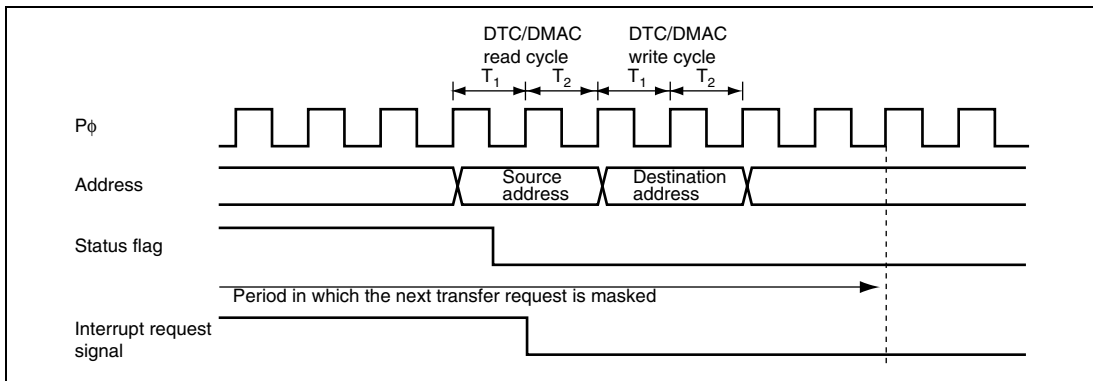 DTC/DMAC read cycle
DTC/DMAC write cycle
T1 T2 T1 T2
Pφ
Address
Source address
Destination address
Status flag
Period in which the next transfer request is masked
Interrupt request signal